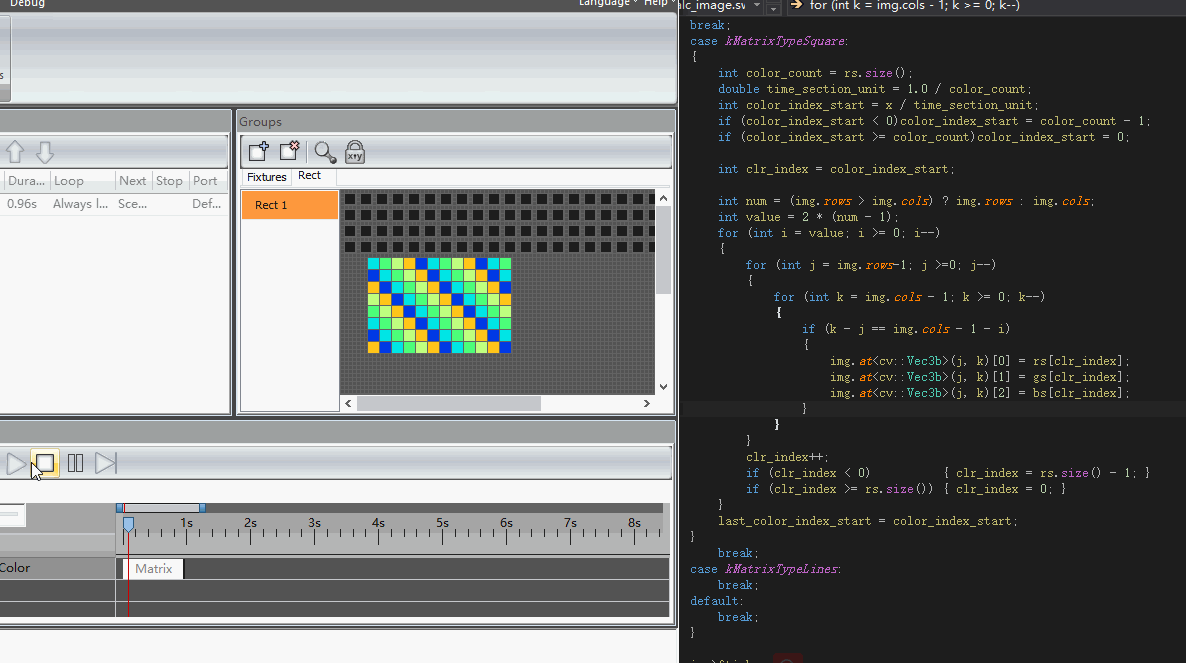 Debug
Language
Help
Groups
Fixtures
Rect
Rect 1
Dura...
Loop
Next
Stop
Port
0.96s
Always l...
Sce...
Def...
x+y
1s 2s 3s 4s 5s 6s 7s 8s
Color
Matrix
lc_image.sv
for (int k = img.cols - 1; k >= 0; k--)
break;
case kMatrixTypeSquare:
{
int color_count = rs.size();
double time_section_unit = 1.0 / color_count;
int color_index_start = x / time_section_unit;
if (color_index_start < 0)color_index_start = color_count - 1;
if (color_index_start >= color_count)color_index_start = 0;
int clr_index = color_index_start;
int num = (img.rows > img.cols) ? img.rows : img.cols;
int value = 2 * (num - 1);
for (int i = value; i >= 0; i--)
{
for (int j = img.rows-1; j >=0; j--)
{
for (int k = img.cols - 1; k >= 0; k--)
{
if (k - j == img.cols - 1 - i)
{
img.at<cv::Vec3b>(j, k)[0] = rs[clr_index];
img.at<cv::Vec3b>(j, k)[1] = gs[clr_index];
img.at<cv::Vec3b>(j, k)[2] = bs[clr_index];
}
}
}
clr_index++;
if (clr_index < 0) { clr_index = rs.size() - 1; }
if (clr_index >= rs.size()) { clr_index = 0; }
}
last_color_index_start = color_index_start;
}
break;
case kMatrixTypeLines:
break;
default:
break;
}